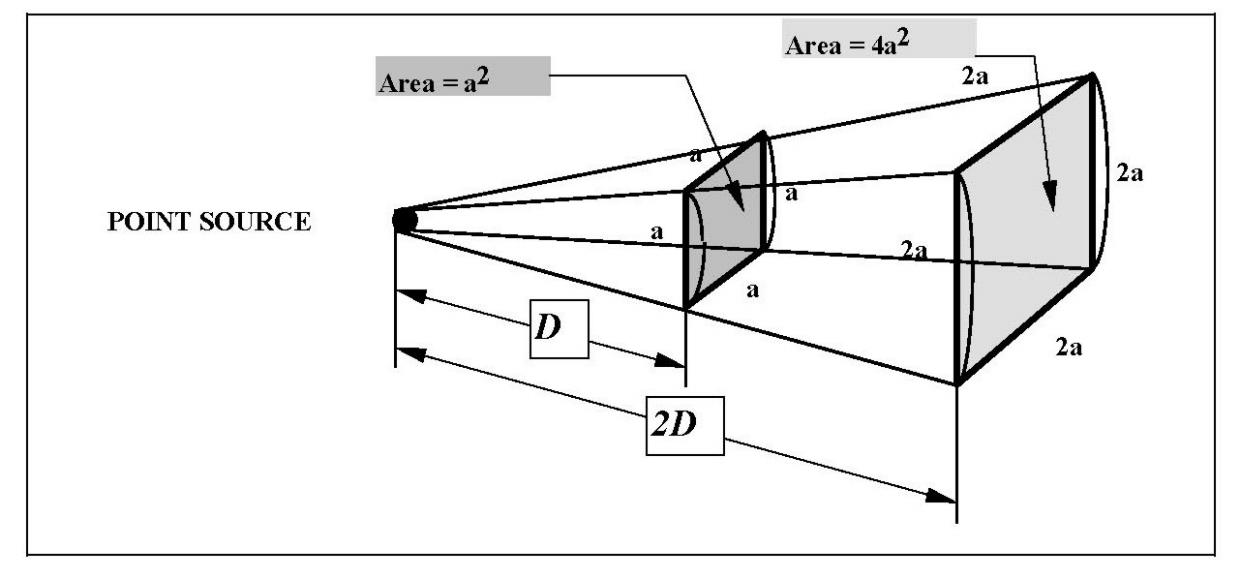 Area = 4a²
Area = a²
2a
a
a
2a
POINT SOURCE
a
2a
a
D
2a
2D